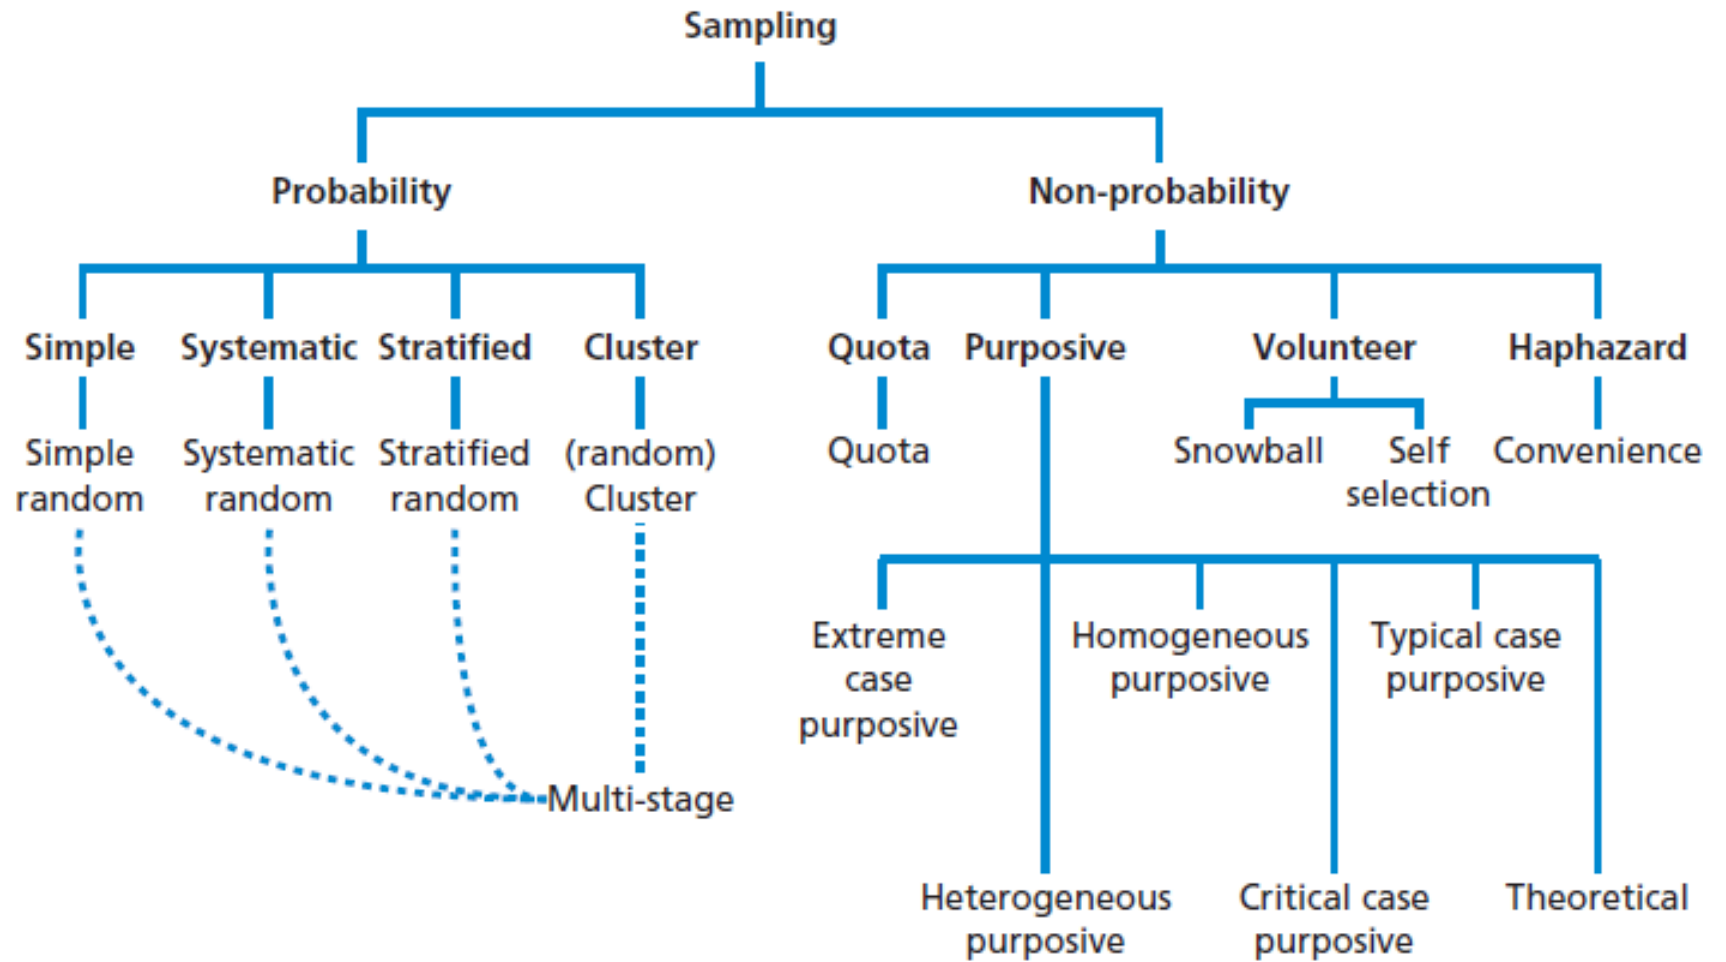 Sampling
Probability
Non-probability
Simple
Systematic
Stratified
Cluster
Quota
Purposive
Volunteer
Haphazard
Simple
random
Systematic
random
Stratified
random
(random)
Cluster
Quota
Snowball
Self
selection
Convenience
Extreme
case
purposive
Homogeneous
purposive
Typical case
purposive
Multi-stage
Heterogeneous
purposive
Critical case
purposive
Theoretical